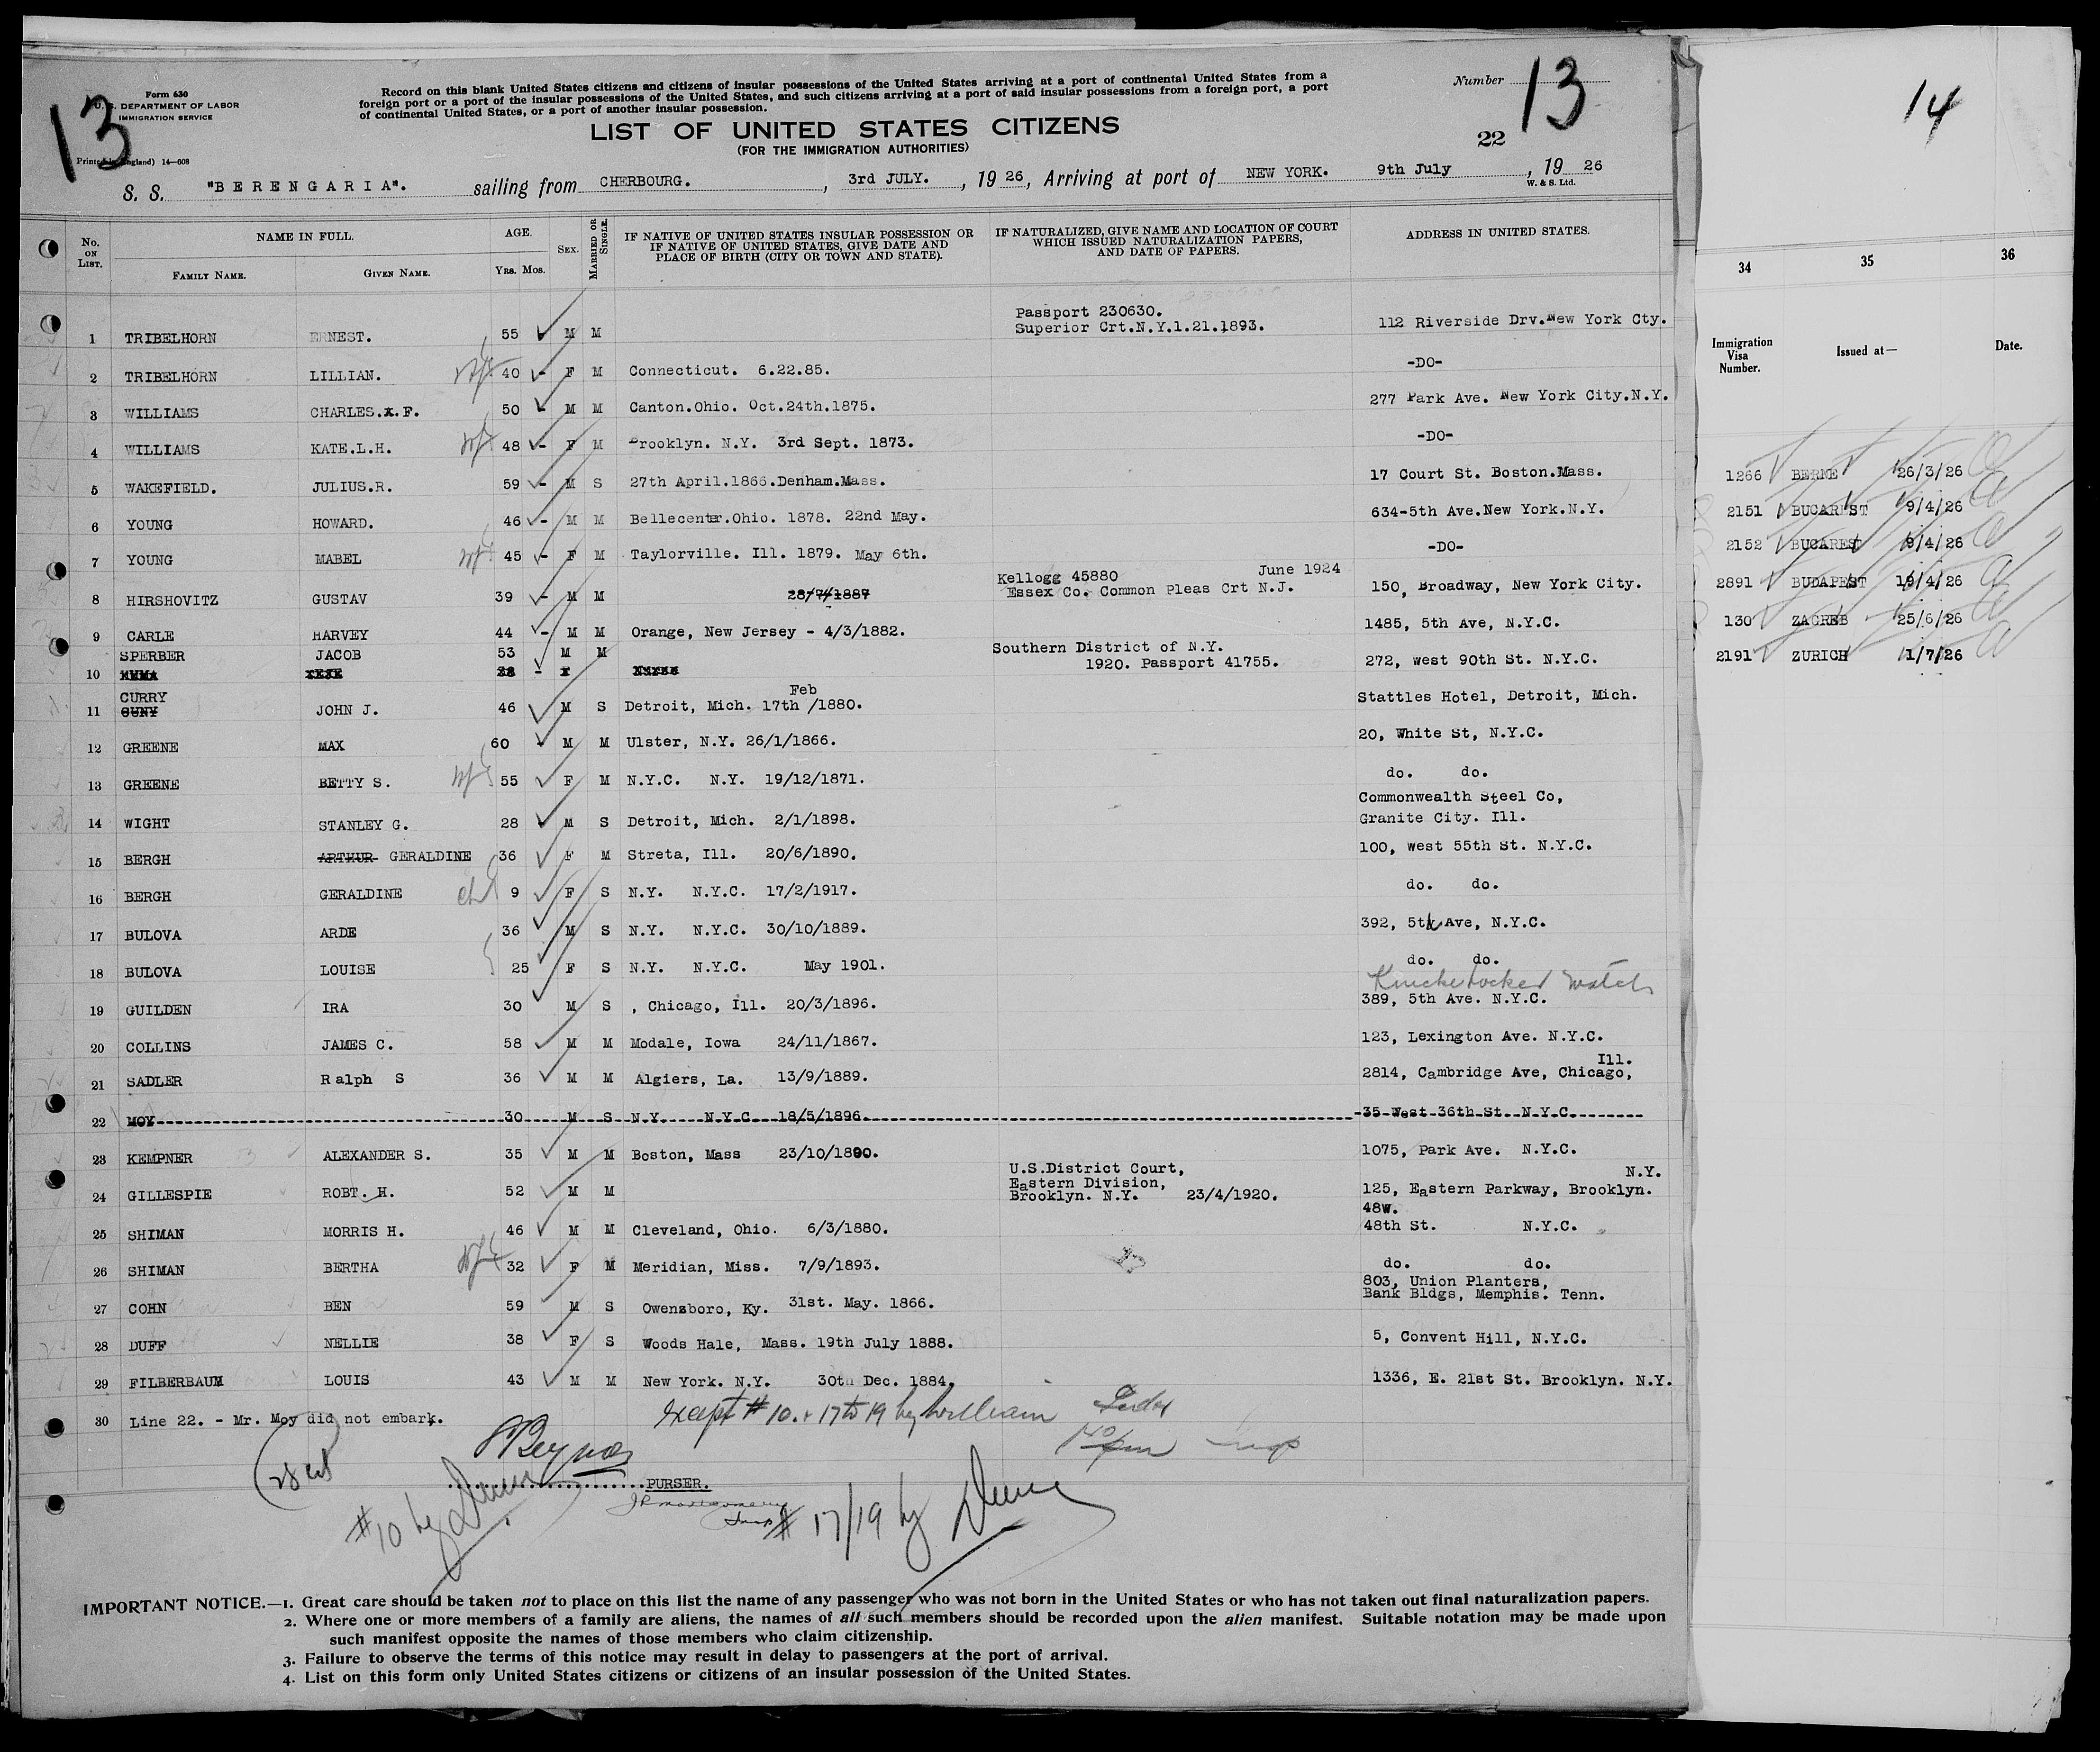 13
Form 630
U.S. DEPARTMENT OF LABOR
IMMIGRATION SERVICE
Printed in England) 14—608
Record on this blank United States citizens and citizens of insular possessions of the United States arriving at a port of continental United States from a
foreign port or a port of the insular possessions of the United States, and such citizens arriving at a port of said insular possessions from a foreign port, a port
of continental United States, or a port of another insular possession.
Number 13
LIST OF UNITED STATES CITIZENS
(FOR THE IMMIGRATION AUTHORITIES)
22
S. S. "BERENGARIA". sailing from CHERBOURG. , 3rd JULY. , 19 26, Arriving at port of NEW YORK. 9th July , 19 26
W. & S. Ltd.
No. ON LIST. NAME IN FULL. AGE. SEX. MARRIED OR SINGLE. IF NATIVE OF UNITED STATES INSULAR POSSESSION OR IF NATIVE OF UNITED STATES, GIVE DATE AND PLACE OF BIRTH (CITY OR TOWN AND STATE). IF NATURALIZED, GIVE NAME AND LOCATION OF COURT WHICH ISSUED NATURALIZATION PAPERS, AND DATE OF PAPERS. ADDRESS IN UNITED STATES.
FAMILY NAME. GIVEN NAME. YRS. MOS.
Passport 230630.
1 TRIBELHORN ERNEST. 55 M M Superior Crt.N.Y.1.21.1893. 112 Riverside Drv.New York Cty.
2 TRIBELHORN LILLIAN. wf 40 - F M Connecticut. 6.22.85. -DO-
3 WILLIAMS CHARLES.X.F. 50 - M M Canton.Ohio. Oct.24th.1875. 277 Park Ave. New York City.N.Y.
4 WILLIAMS KATE.L.H. wf 48 - F M Brooklyn. N.Y. 3rd Sept. 1873. -DO-
5 WAKEFIELD. JULIUS.R. 59 - M S 27th April.1866.Denham.Mass. 17 Court St. Boston.Mass.
6 YOUNG HOWARD. 46 - M M Bellecenter.Ohio. 1878. 22nd May. 634-5th Ave.New York.N.Y.
7 YOUNG MABEL wf 45 - F M Taylorville. Ill. 1879. May 6th. -DO-
Kellogg 45880 June 1924
8 HIRSHOVITZ GUSTAV 39 - M M 28/7/1887 Essex Co. Common Pleas Crt N.J. 150, Broadway, New York City.
9 CARLE HARVEY 44 - M M Orange, New Jersey - 4/3/1882. 1485, 5th Ave, N.Y.C.
SPERBER JACOB 53 M M Southern District of N.Y.
10 38 - 1920. Passport 41755. 272, west 90th St. N.Y.C.
CURRY Feb
11 CUNY JOHN J. 46 M S Detroit, Mich. 17th /1880. Stattles Hotel, Detroit, Mich.
12 GREENE MAX 60 - M M Ulster, N.Y. 26/1/1866. 20, White St, N.Y.C.
13 GREENE BETTY S. wf 55 F M N.Y.C. N.Y. 19/12/1871. do. do.
Commonwealth Steel Co,
14 WIGHT STANLEY G. 28 M S Detroit, Mich. 2/1/1898. Granite City. Ill.
15 BERGH ARTHUR GERALDINE 36 F M Streta, Ill. 20/6/1890. 100, west 55th St. N.Y.C.
16 BERGH GERALDINE ch 9 F S N.Y. N.Y.C. 17/2/1917. do. do.
17 BULOVA ARDE 36 M S N.Y. N.Y.C. 30/10/1889. 392, 5th Ave, N.Y.C.
18 BULOVA LOUISE 25 F S N.Y. N.Y.C. May 1901. do. do.
Knickerbocker Watch
19 GUILDEN IRA 30 M S , Chicago, Ill. 20/3/1896. 389, 5th Ave. N.Y.C.
20 COLLINS JAMES C. 58 M M Modale, Iowa 24/11/1867. 123, Lexington Ave. N.Y.C.
Ill.
21 SADLER Ralph S 36 M M Algiers, La. 13/9/1889. 2814, Cambridge Ave, Chicago,
22 MOY 30 M S N.Y. N.Y.C. 18/5/1896. 35 West 36th St. N.Y.C.
23 KEMPNER ALEXANDER S. 35 M M Boston, Mass 23/10/1890. 1075, Park Ave. N.Y.C.
U.S.District Court, N.Y.
24 GILLESPIE ROBT. H. 52 M M Eastern Division, 125, Eastern Parkway, Brooklyn.
Brooklyn. N.Y. 23/4/1920.
48w.
25 SHIMAN MORRIS H. 46 M M Cleveland, Ohio. 6/3/1880. 48th St. N.Y.C.
26 SHIMAN BERTHA wf 32 F M Meridian, Miss. 7/9/1893. do. do.
803, Union Planters,
27 COHN BEN 59 M S Owensboro, Ky. 31st. May. 1866. Bank Bldgs, Memphis. Tenn.
28 DUFF NELLIE 38 F S Woods Hale, Mass. 19th July 1888. 5, Convent Hill, N.Y.C.
29 FILBERBAUM LOUIS 43 M M New York. N.Y. 30th Dec. 1884. 1336, E. 21st St. Brooklyn. N.Y.
30 Line 22. - Mr. Moy did not embark. Except # 10. + 17 to 19 by William
PURSER.
#10 by
# 17/19 by
IMPORTANT NOTICE.—1. Great care should be taken not to place on this list the name of any passenger who was not born in the United States or who has not taken out final naturalization papers.
2. Where one or more members of a family are aliens, the names of all such members should be recorded upon the alien manifest. Suitable notation may be made upon
such manifest opposite the names of those members who claim citizenship.
3. Failure to observe the terms of this notice may result in delay to passengers at the port of arrival.
4. List on this form only United States citizens or citizens of an insular possession of the United States.
14
34 35 36
Immigration Visa Number. Issued at— Date.
1266 BERNE 26/3/26
2151 BUCAREST 9/4/26
2152 BUCAREST 9/4/26
2891 BUDAPEST 19/4/26
130 ZAGREB 25/6/26
2191 ZURICH 1/7/26